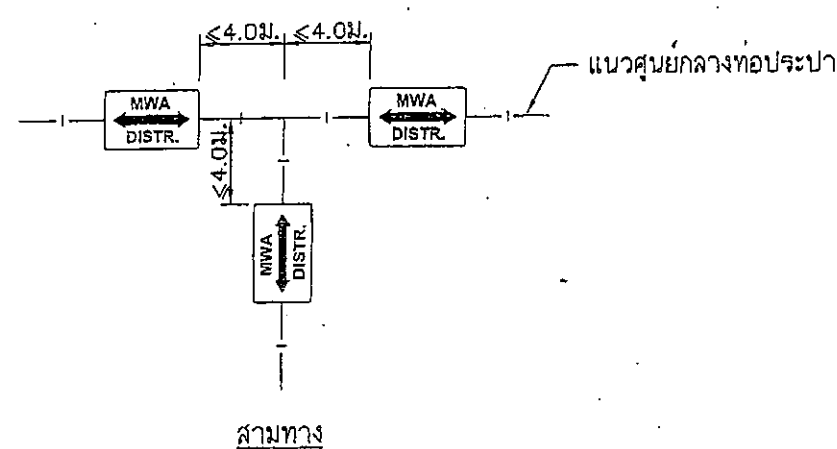 ≤4.0ม. ≤4.0ม.
แนวศูนย์กลางท่อประปา
MWA
DISTR.
MWA
DISTR.
≤4.0ม.
MWA
DISTR.
สามทาง